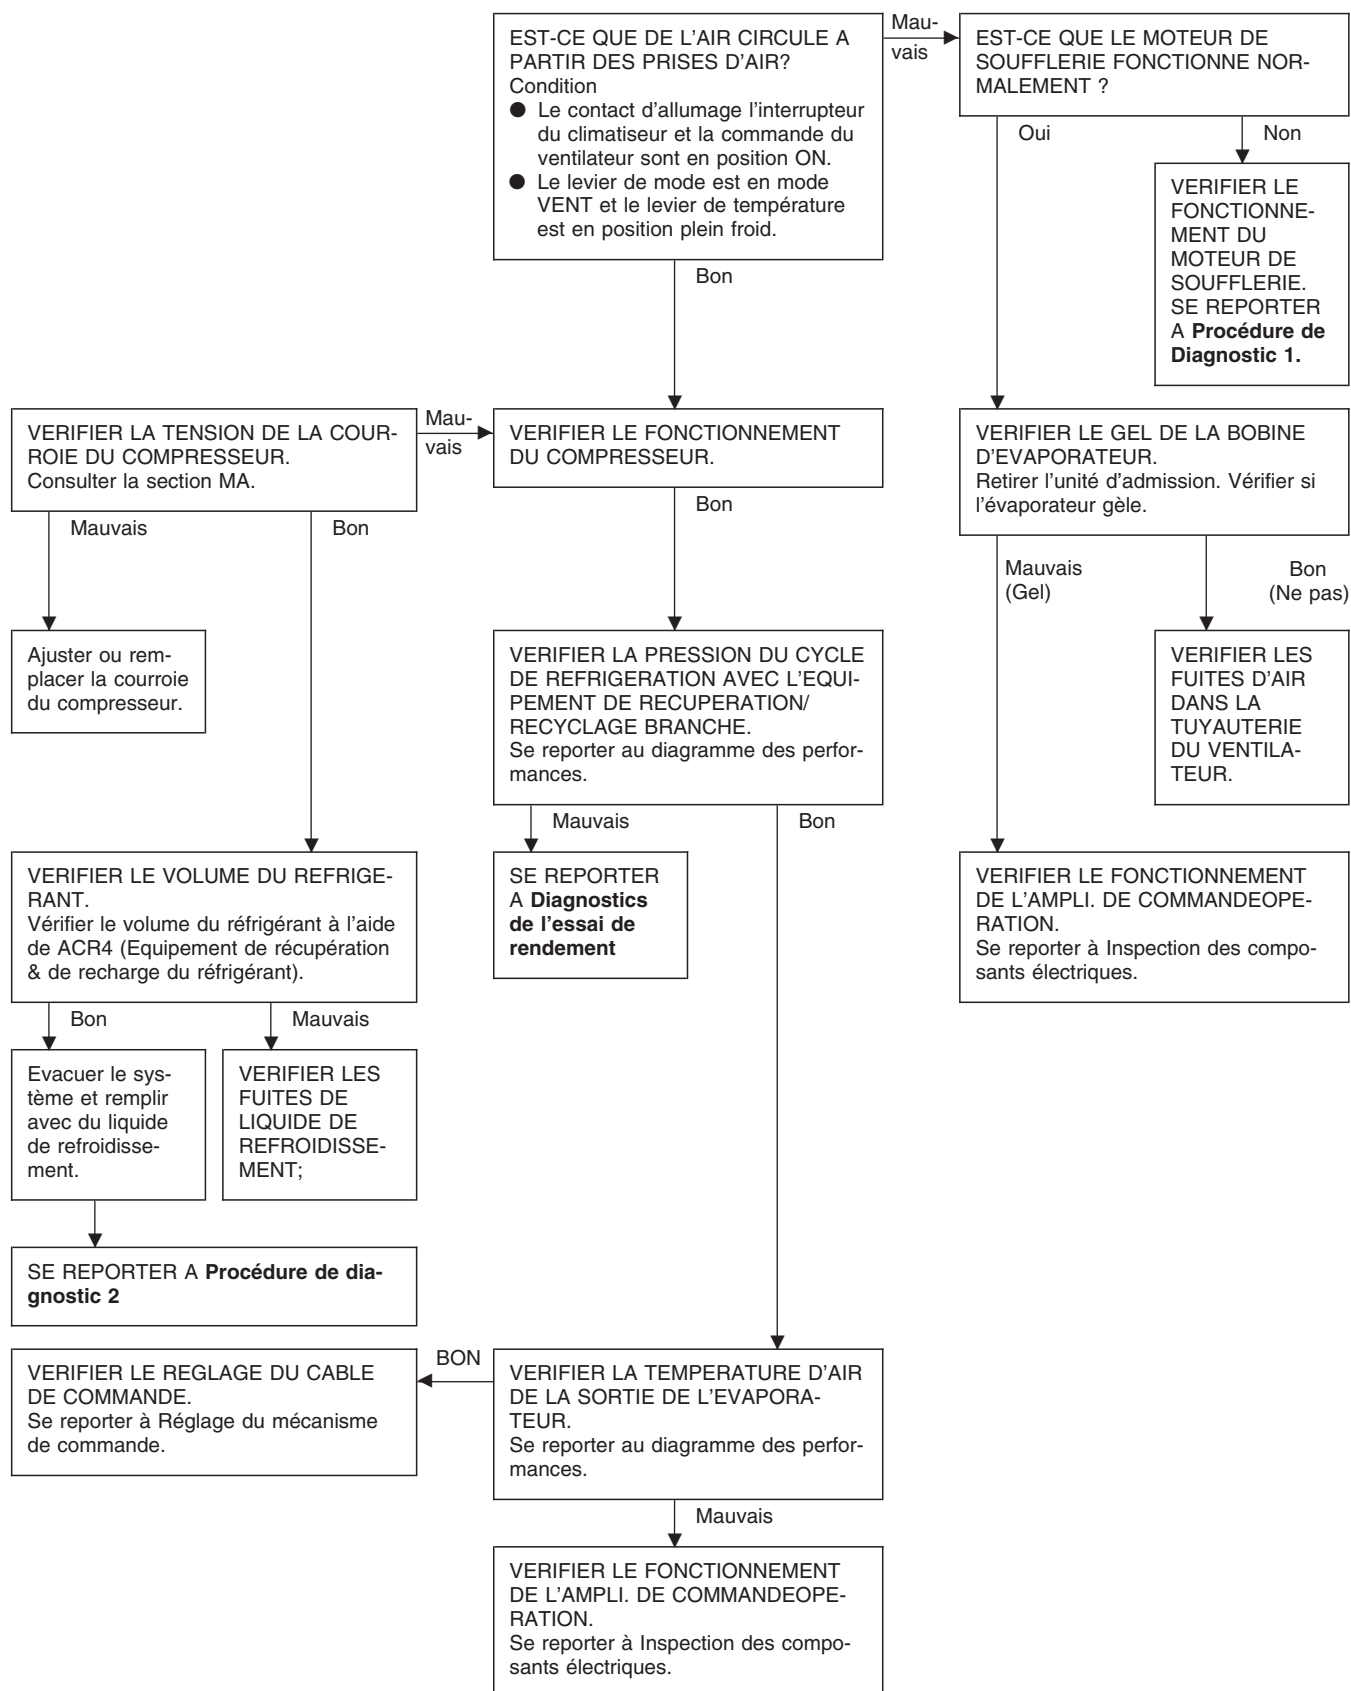 EST-CE QUE DE L'AIR CIRCULE A
PARTIR DES PRISES D'AIR?
Condition
● Le contact d'allumage l'interrupteur
du climatiseur et la commande du
ventilateur sont en position ON.
● Le levier de mode est en mode
VENT et le levier de température
est en position plein froid.
Mau-
vais
EST-CE QUE LE MOTEUR DE
SOUFFLERIE FONCTIONNE NOR-
MALEMENT ?
Oui
Non
VERIFIER LE
FONCTIONNE-
MENT DU
MOTEUR DE
SOUFFLERIE.
SE REPORTER
A Procédure de
Diagnostic 1.
Bon
VERIFIER LA TENSION DE LA COUR-
ROIE DU COMPRESSEUR.
Consulter la section MA.
Mau-
vais
VERIFIER LE FONCTIONNEMENT
DU COMPRESSEUR.
VERIFIER LE GEL DE LA BOBINE
D'EVAPORATEUR.
Retirer l'unité d'admission. Vérifier si
l'évaporateur gèle.
Mauvais
Bon
Bon
Mauvais
(Gel)
Bon
(Ne pas)
Ajuster ou rem-
placer la courroie
du compresseur.
VERIFIER LA PRESSION DU CYCLE
DE REFRIGERATION AVEC L'EQUI-
PEMENT DE RECUPERATION/
RECYCLAGE BRANCHE.
Se reporter au diagramme des perfor-
mances.
VERIFIER LES
FUITES D'AIR
DANS LA
TUYAUTERIE
DU VENTILA-
TEUR.
Mauvais
Bon
VERIFIER LE VOLUME DU REFRIGE-
RANT.
Vérifier le volume du réfrigérant à l'aide
de ACR4 (Equipement de récupération
& de recharge du réfrigérant).
SE REPORTER
A Diagnostics
de l'essai de
rendement
VERIFIER LE FONCTIONNEMENT
DE L'AMPLI. DE COMMANDEOPE-
RATION.
Se reporter à Inspection des compo-
sants électriques.
Bon
Mauvais
Evacuer le sys-
tème et remplir
avec du liquide
de refroidisse-
ment.
VERIFIER LES
FUITES DE
LIQUIDE DE
REFROIDISSE-
MENT;
SE REPORTER A Procédure de dia-
gnostic 2
VERIFIER LE REGLAGE DU CABLE
DE COMMANDE.
Se reporter à Réglage du mécanisme
de commande.
BON
VERIFIER LA TEMPERATURE D'AIR
DE LA SORTIE DE L'EVAPORA-
TEUR.
Se reporter au diagramme des perfor-
mances.
Mauvais
VERIFIER LE FONCTIONNEMENT
DE L'AMPLI. DE COMMANDEOPE-
RATION.
Se reporter à Inspection des compo-
sants électriques.